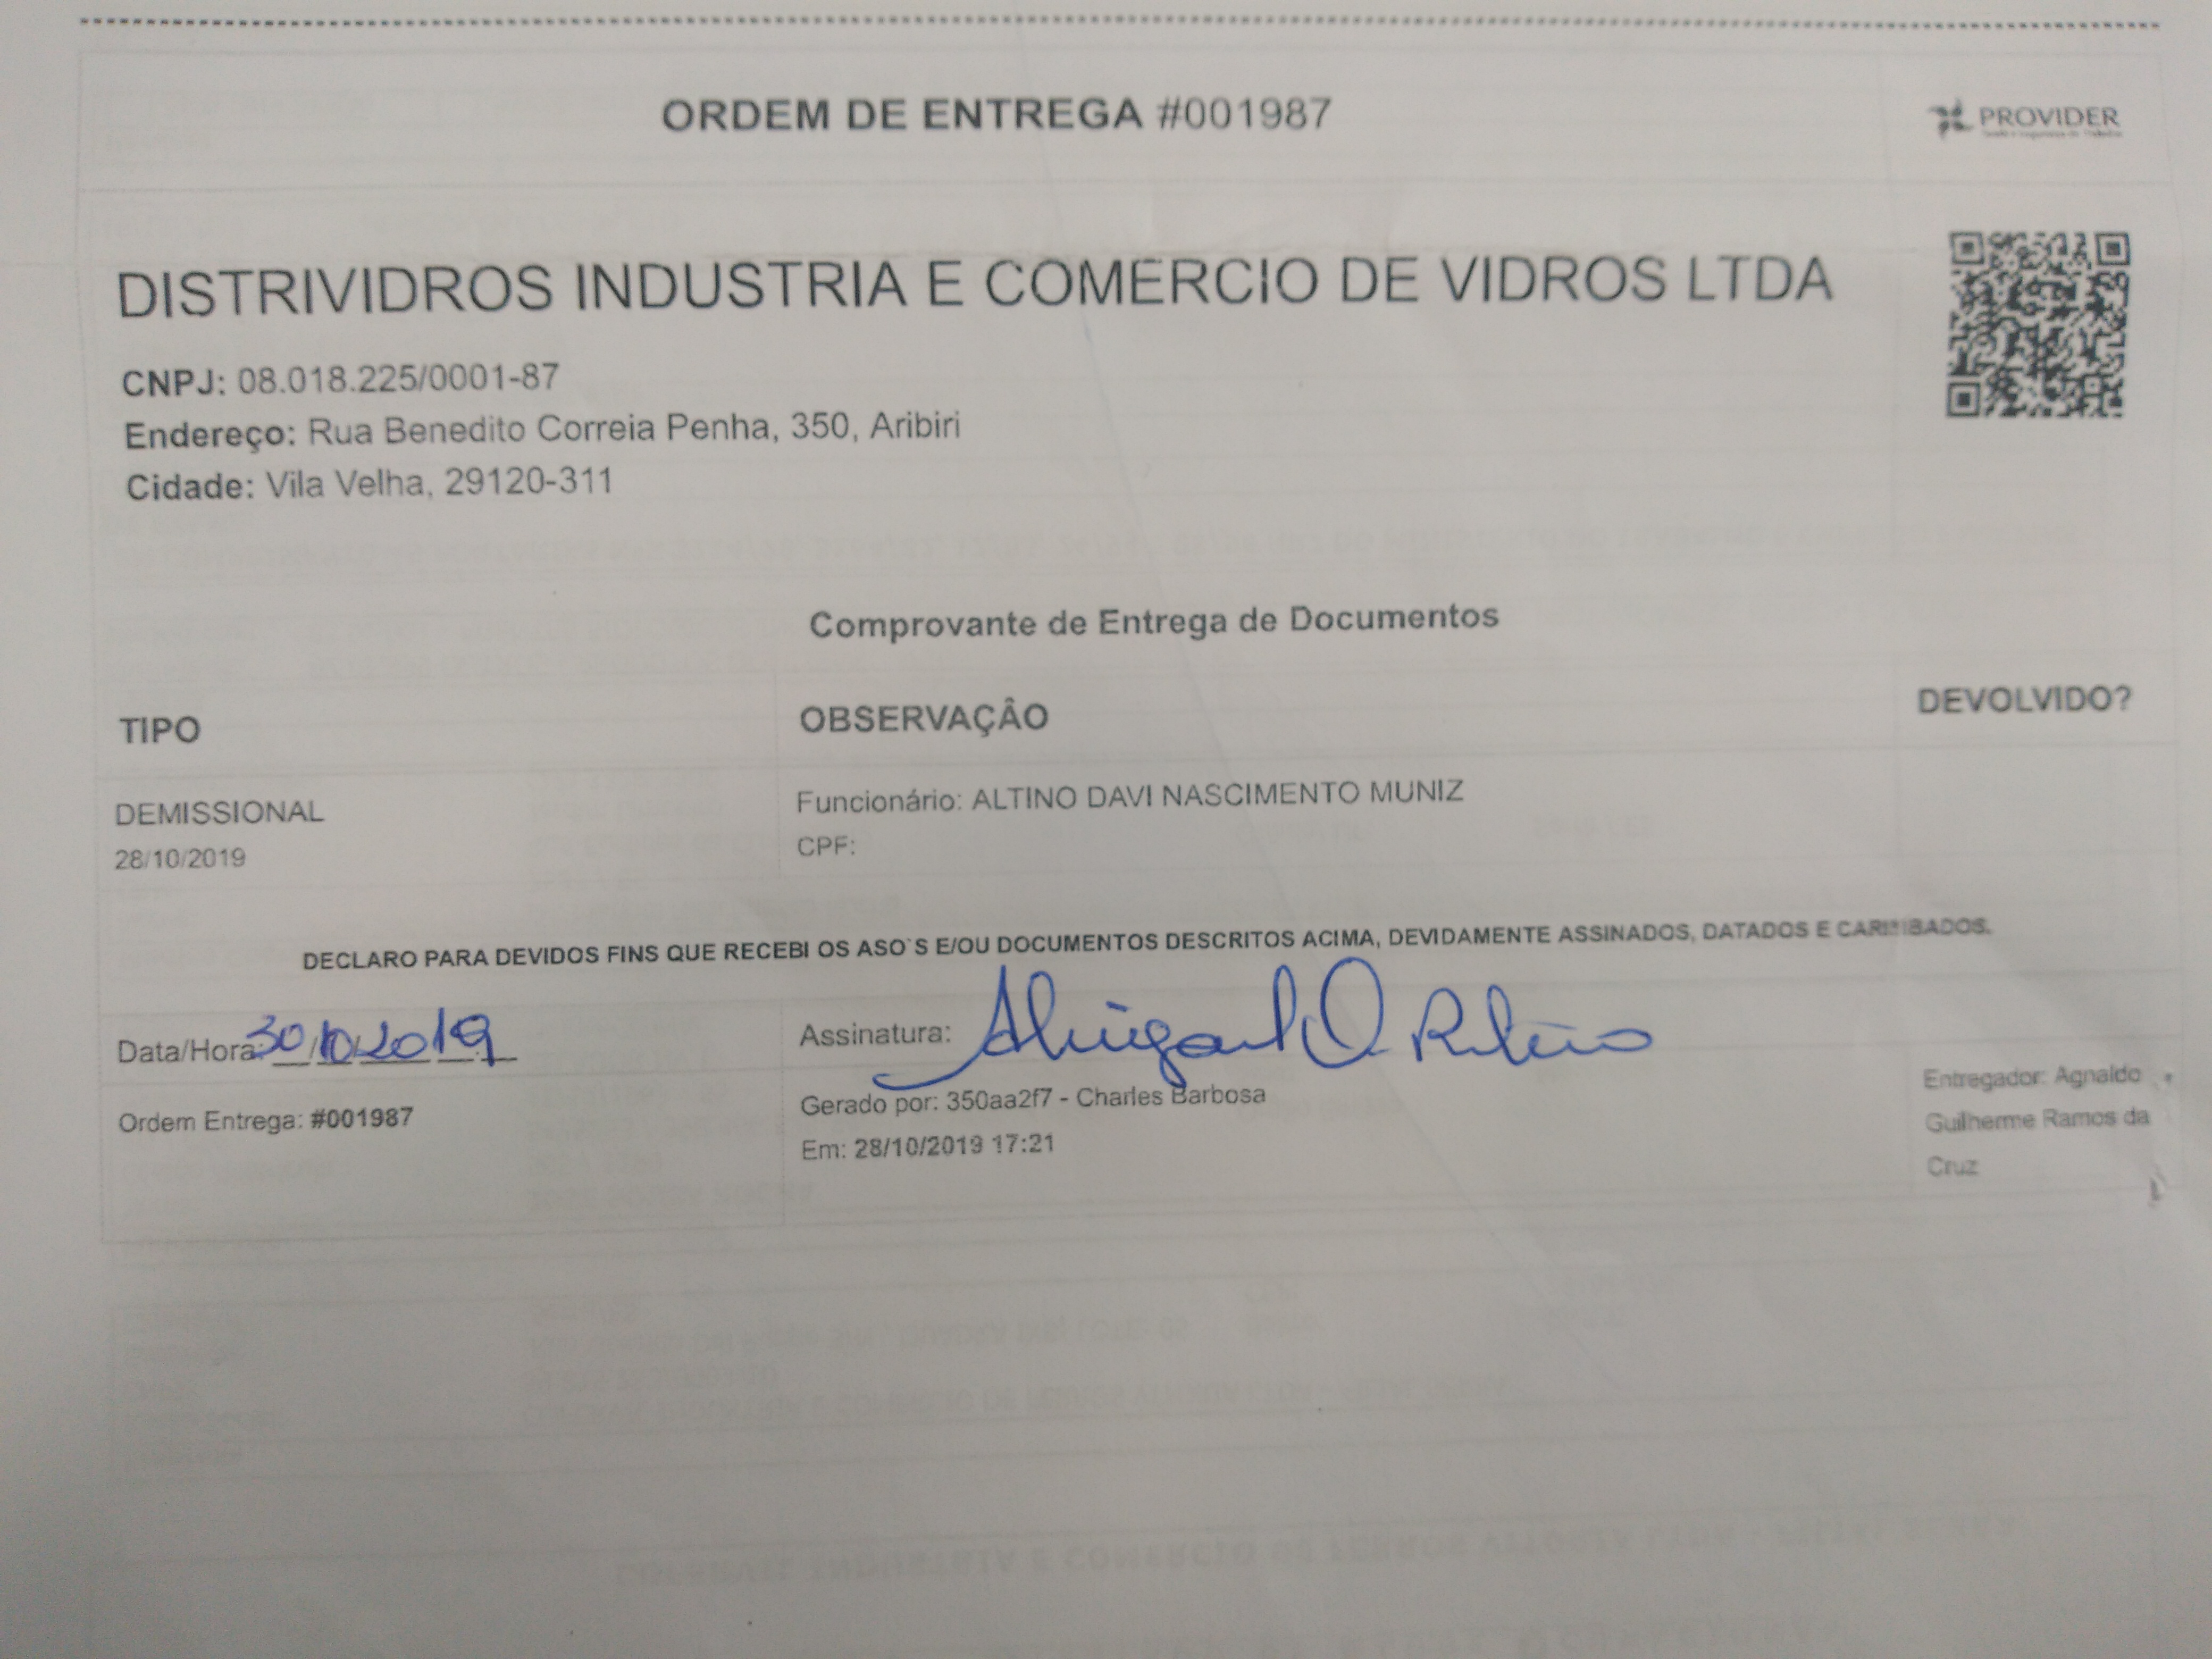 ORDEM DE ENTREGA #001987
PROVIDER
DISTRIVIDROS INDUSTRIA E COMERCIO DE VIDROS LTDA
CNPJ: 08.018.225/0001-87
Endereço: Rua Benedito Correia Penha, 350, Aribiri
Cidade: Vila Velha, 29120-311
Comprovante de Entrega de Documentos
TIPO OBSERVAÇÂO DEVOLVIDO?
DEMISSIONAL
28/10/2019
Funcionário: ALTINO DAVI NASCIMENTO MUNIZ
CPF:
DECLARO PARA DEVIDOS FINS QUE RECEBI OS ASO`S E/OU DOCUMENTOS DESCRITOS ACIMA, DEVIDAMENTE ASSINADOS, DATADOS E CARIMBADOS.
Data/Hora: 30/10/2019
Assinatura:
Ordem Entrega: #001987
Gerado por: 350aa2f7 - Charles Barbosa
Em: 28/10/2019 17:21
Entregador: Agnaldo
Guilherme Ramos da
Cruz